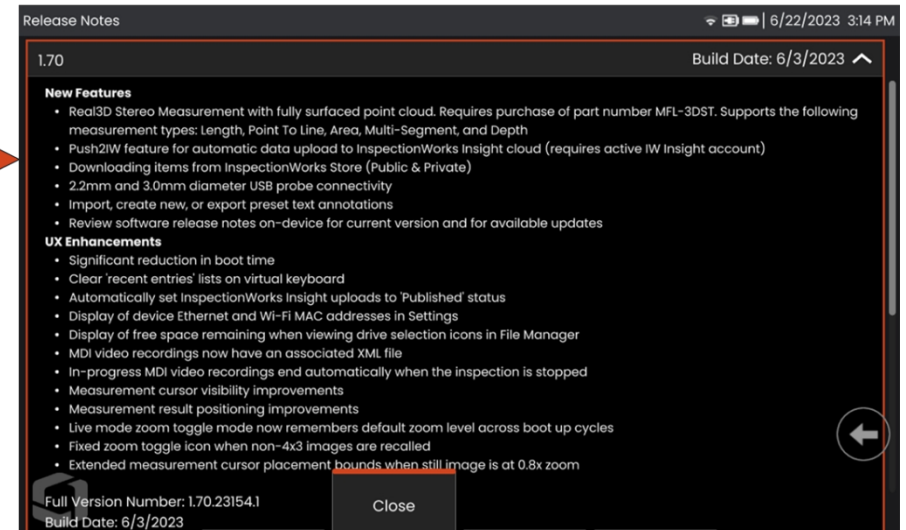 Release Notes
6/22/2023 3:14 PM
1.70
Build Date: 6/3/2023
New Features
• Real3D Stereo Measurement with fully surfaced point cloud. Requires purchase of part number MFL-3DST. Supports the following
measurement types: Length, Point To Line, Area, Multi-Segment, and Depth
• Push2IW feature for automatic data upload to InspectionWorks Insight cloud (requires active IW Insight account)
• Downloading items from InspectionWorks Store (Public & Private)
• 2.2mm and 3.0mm diameter USB probe connectivity
• Import, create new, or export preset text annotations
• Review software release notes on-device for current version and for available updates
UX Enhancements
• Significant reduction in boot time
• Clear 'recent entries' lists on virtual keyboard
• Automatically set InspectionWorks Insight uploads to 'Published' status
• Display of device Ethernet and Wi-Fi MAC addresses in Settings
• Display of free space remaining when viewing drive selection icons in File Manager
• MDI video recordings now have an associated XML file
• In-progress MDI video recordings end automatically when the inspection is stopped
• Measurement cursor visibility improvements
• Measurement result positioning improvements
• Live mode zoom toggle mode now remembers default zoom level across boot up cycles
• Fixed zoom toggle icon when non-4x3 images are recalled
• Extended measurement cursor placement bounds when still image is at 0.8x zoom
Full Version Number: 1.70.23154.1
Build Date: 6/3/2023
Close